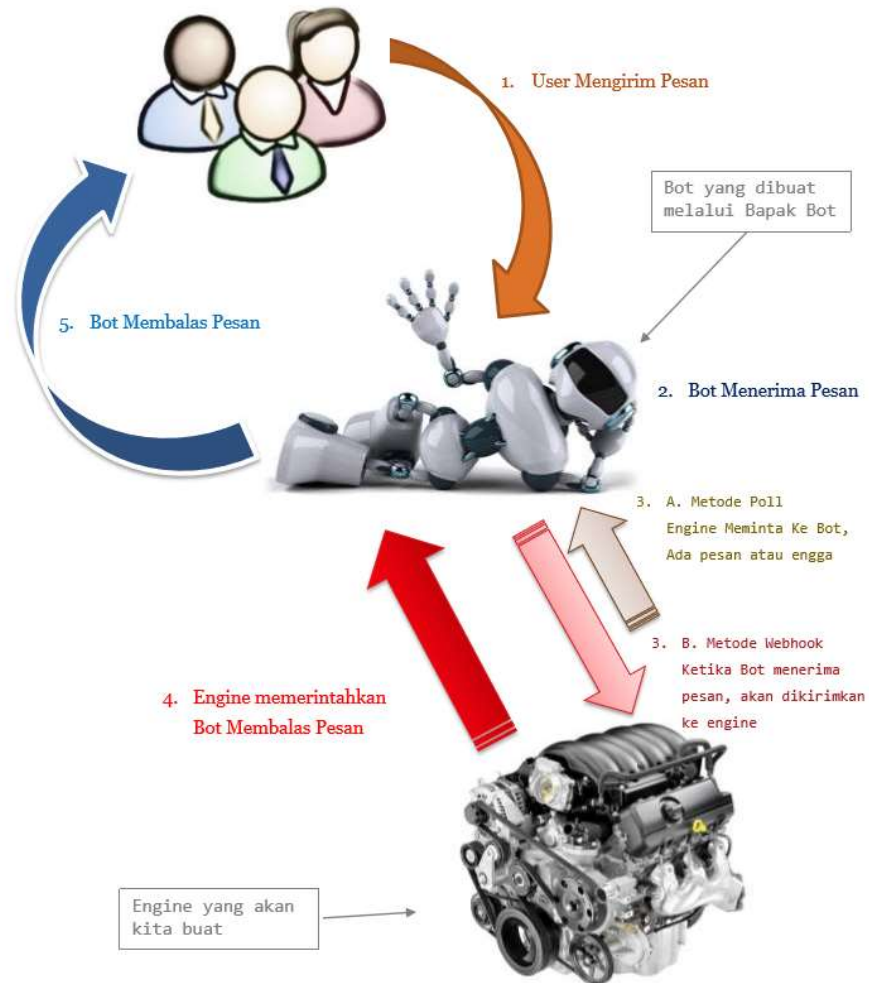 1. User Mengirim Pesan
Bot yang dibuat
melalui Bapak Bot
5. Bot Membalas Pesan
2. Bot Menerima Pesan
3. A. Metode Poll
Engine Meminta Ke Bot,
Ada pesan atau engga
3. B. Metode Webhook
Ketika Bot menerima
pesan, akan dikirimkan
ke engine
4. Engine memerintahkan
Bot Membalas Pesan
Engine yang akan
kita buat